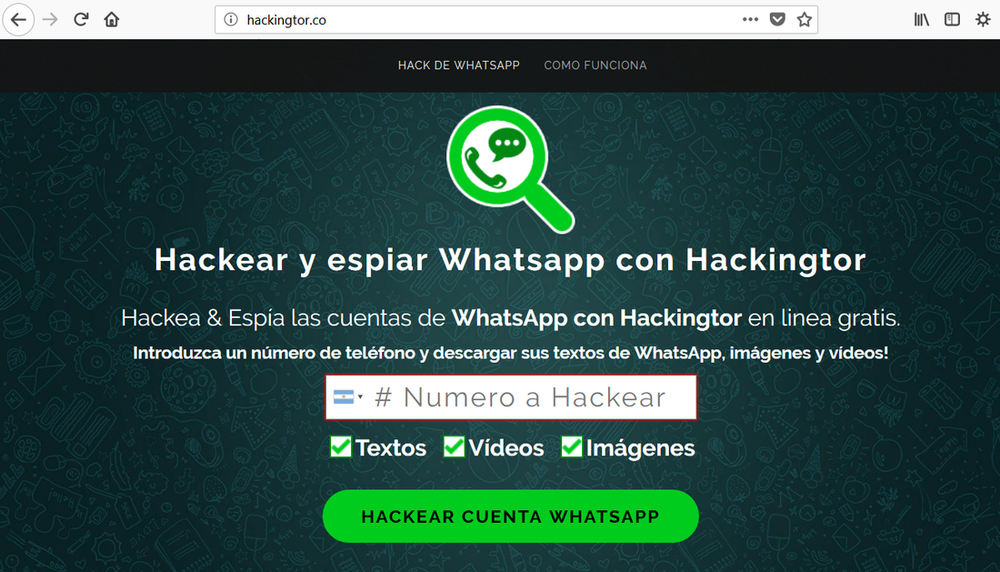 hackingtor.co
HACK DE WHATSAPP COMO FUNCIONA
Hackear y espiar Whatsapp con Hackingtor
Hackea & Espía las cuentas de WhatsApp con Hackingtor en linea gratis.
Introduzca un número de teléfono y descargar sus textos de WhatsApp, imágenes y vídeos!
# Numero a Hackear
Textos Vídeos Imágenes
HACKEAR CUENTA WHATSAPP